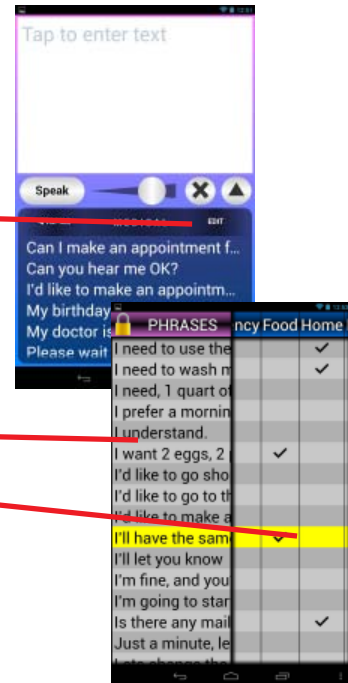 12:51
Tap to enter text
Speak
EDIT
Can I make an appointment f...
Can you hear me OK?
I'd like to make an appointm...
My birthday
My doctor is
Please wait
PHRASES ncy Food Home
I need to use the
I need to wash m
I need, 1 quart of
I prefer a mornin
I understand.
I want 2 eggs, 2
I'd like to go sho
I'd like to go to th
I'd like to make a
I'll have the same
I'll let you know
I'm fine, and you
I'm going to star
Is there any mail
Just a minute, le